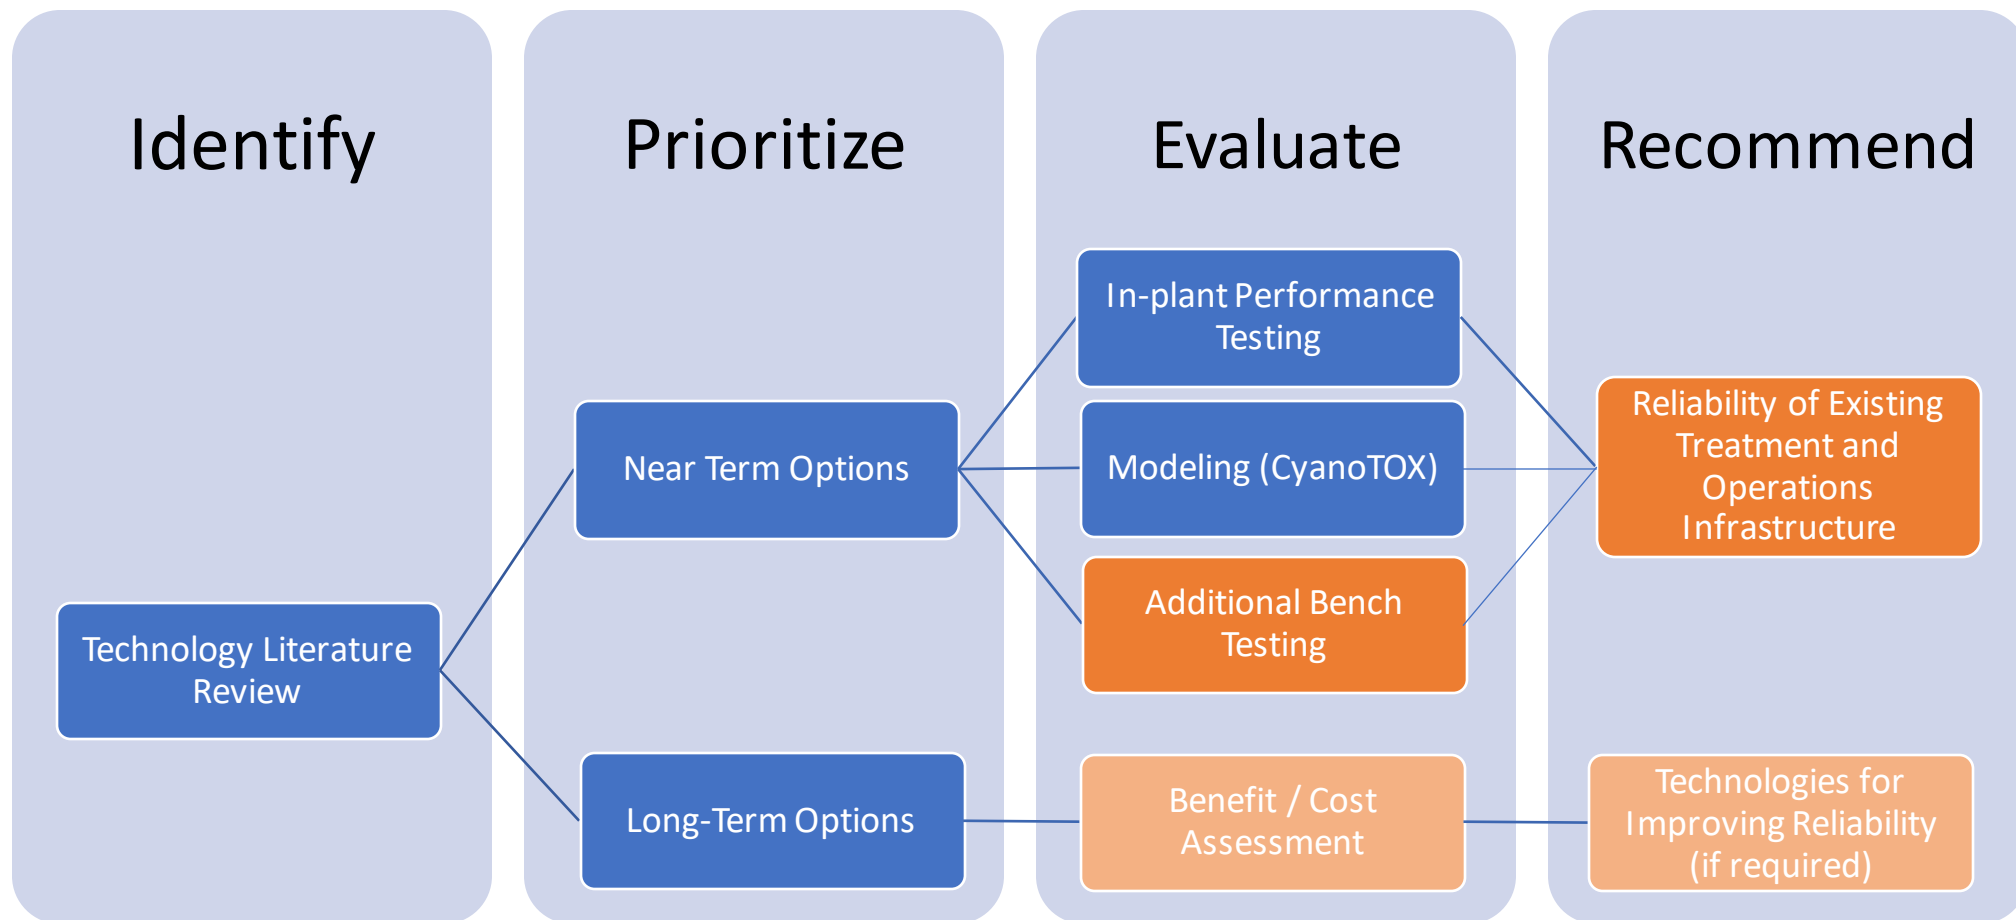 Identify
Prioritize
Evaluate
Recommend
Technology Literature
Review
Near Term Options
Long-Term Options
In-plant Performance
Testing
Modeling (CyanoTOX)
Additional Bench
Testing
Benefit / Cost
Assessment
Reliability of Existing
Treatment and
Operations
Infrastructure
Technologies for
Improving Reliability
(if required)